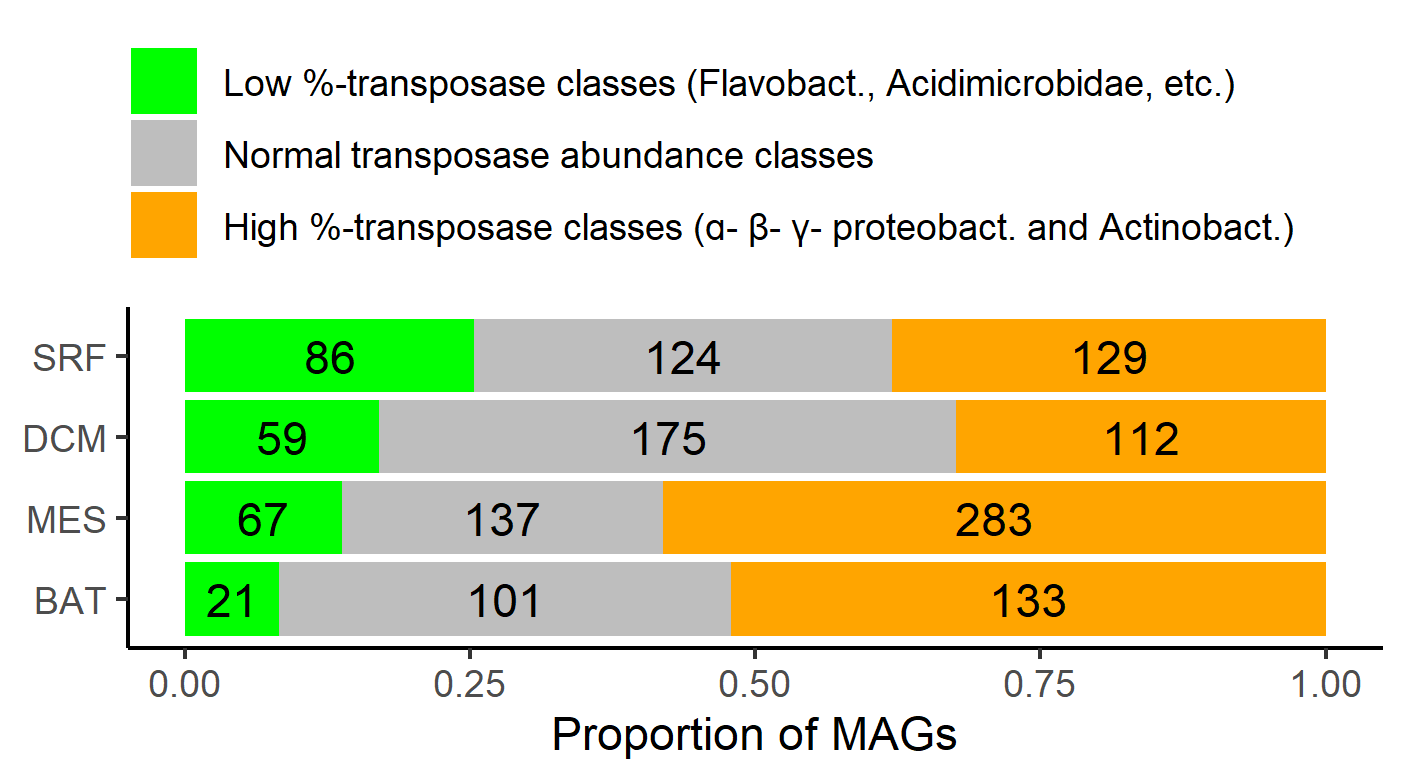 Low %-transposase classes (Flavobact., Acidimicrobidae, etc.)
Normal transposase abundance classes
High %-transposase classes (α- β- γ- proteobact. and Actinobact.)
SRF 86 124 129
DCM 59 175 112
MES 67 137 283
BAT 21 101 133
0.00 0.25 0.50 0.75 1.00
Proportion of MAGs